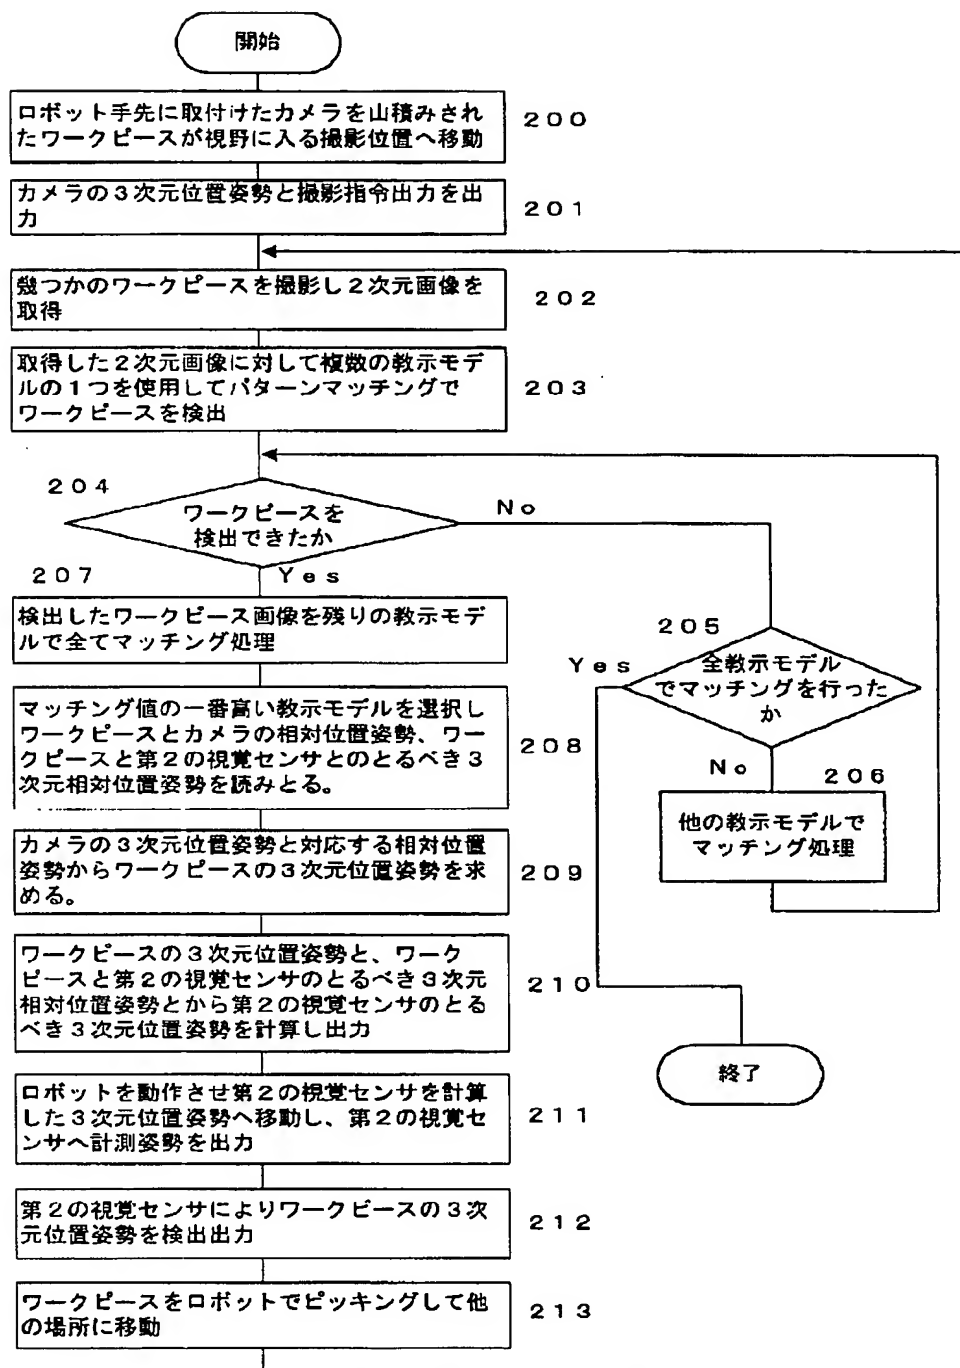 開始
ロボット手先に取付けたカメラを山積みされ
たワークピースが視野に入る撮影位置へ移動
200
カメラの3次元位置姿勢と撮影指令出力を出
力
201
幾つかのワークピースを撮影し2次元画像を
取得
202
取得した2次元画像に対して複数の教示モデ
ルの1つを使用してパターンマッチングで
ワークピースを検出
203
204
ワークピースを
検出できたか
No
Yes
207
検出したワークピース画像を残りの教示モデ
ルで全てマッチング処理
205
全教示モデル
でマッチングを行った
か
Yes
No
206
他の教示モデルで
マッチング処理
マッチング値の一番高い教示モデルを選択し
ワークピースとカメラの相対位置姿勢、ワー
クピースと第2の視覚センサとのとるべき3
次元相対位置姿勢を読みとる。
208
カメラの3次元位置姿勢と対応する相対位置
姿勢からワークピースの3次元位置姿勢を求
める。
209
ワークピースの3次元位置姿勢と、ワーク
ピースと第2の視覚センサのとるべき3次元
相対位置姿勢とから第2の視覚センサのとる
べき3次元位置姿勢を計算し出力
210
終了
ロボットを動作させ第2の視覚センサを計算
した3次元位置姿勢へ移動し、第2の視覚セ
ンサへ計測姿勢を出力
211
第2の視覚センサによりワークピースの3次
元位置姿勢を検出出力
212
ワークピースをロボットでピッキングして他
の場所に移動
213